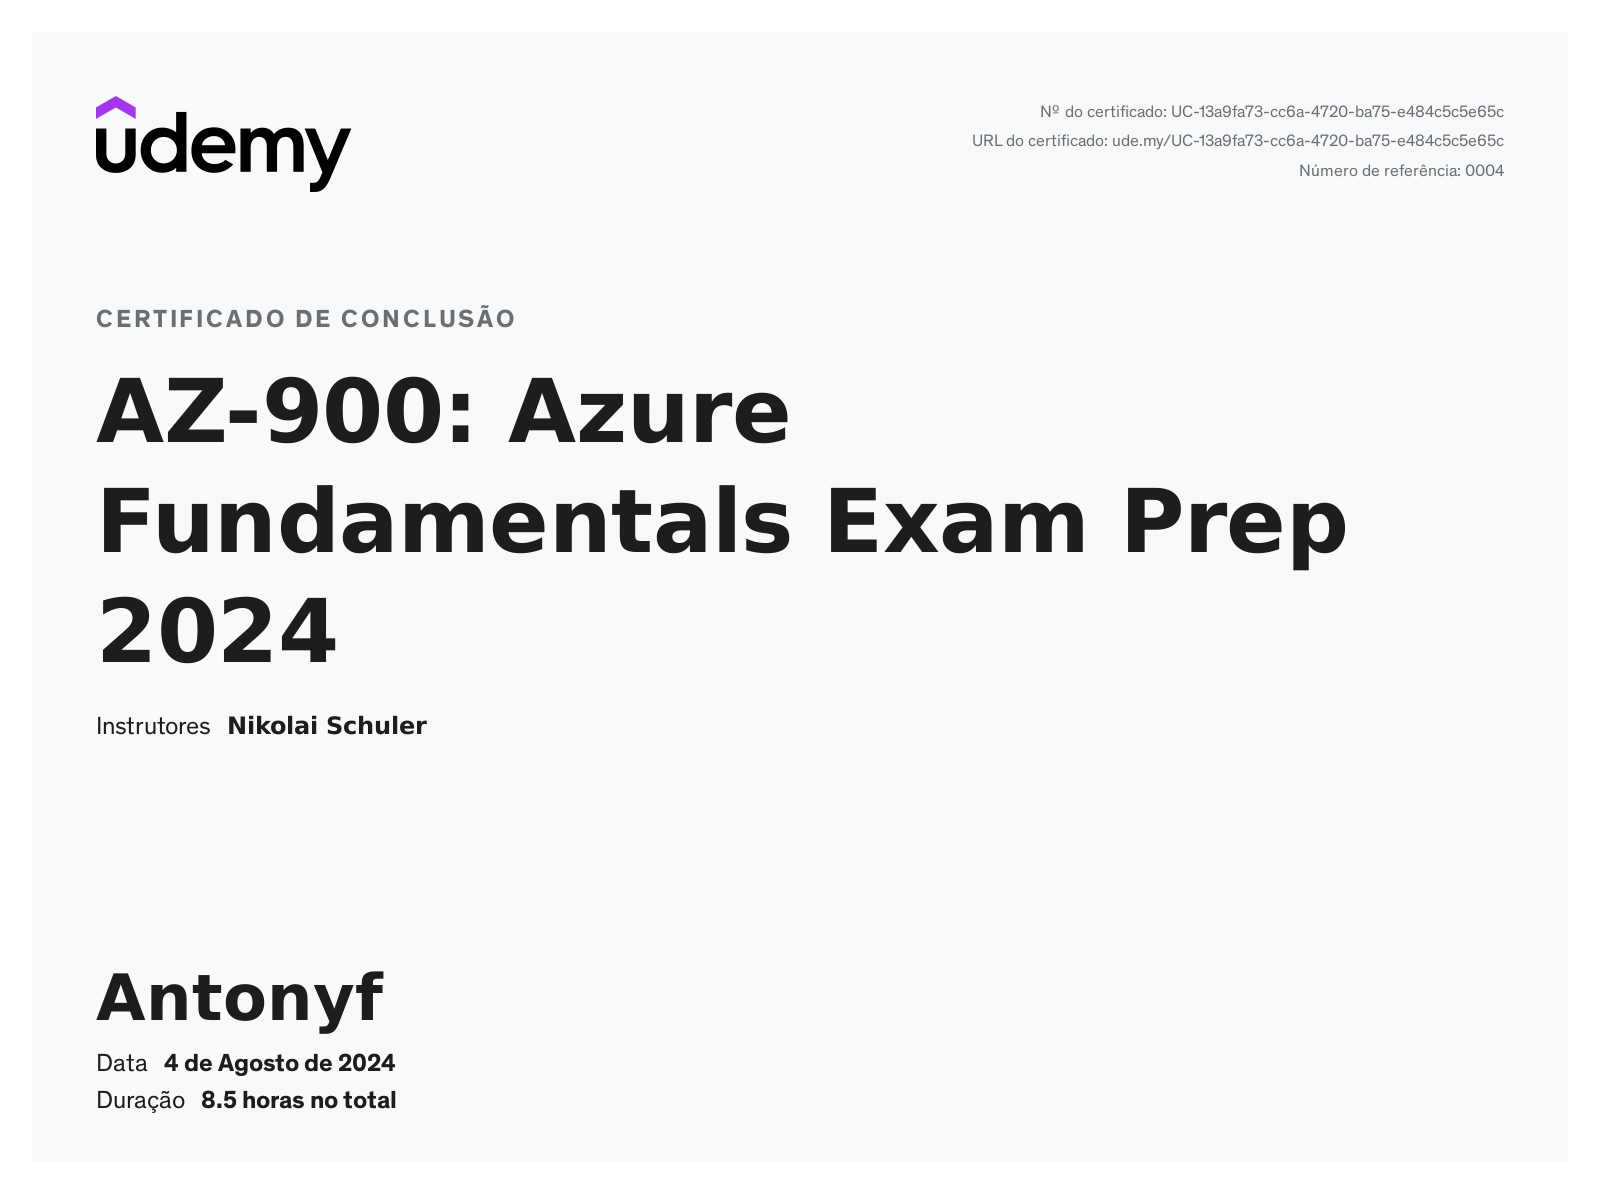 udemy
Nº do certificado: UC-13a9fa73-cc6a-4720-ba75-e484c5c5e65c
URL do certificado: ude.my/UC-13a9fa73-cc6a-4720-ba75-e484c5c5e65c
Número de referência: 0004
CERTIFICADO DE CONCLUSÃO
AZ-900: Azure
Fundamentals Exam Prep
2024
Instrutores Nikolai Schuler
Antonyf
Data 4 de Agosto de 2024
Duração 8.5 horas no total